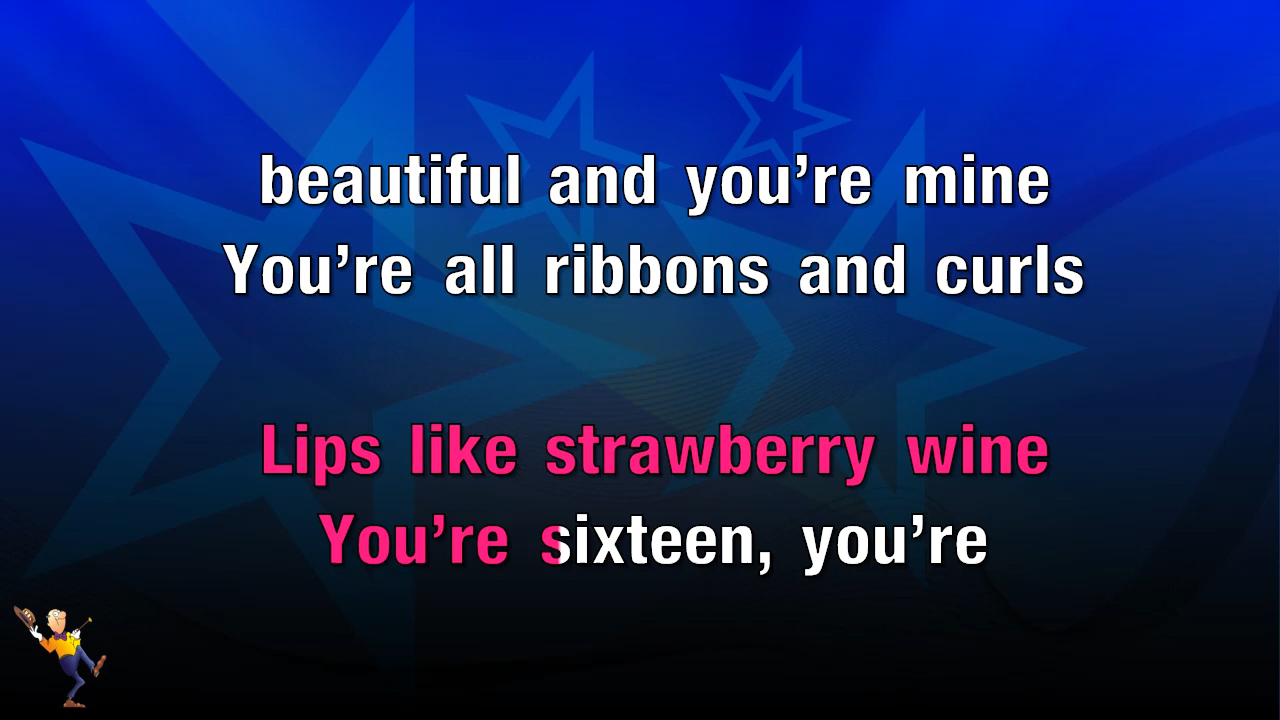 beautiful and you’re mine
You’re all ribbons and curls
Lips like strawberry wine
You’re sixteen, you’re